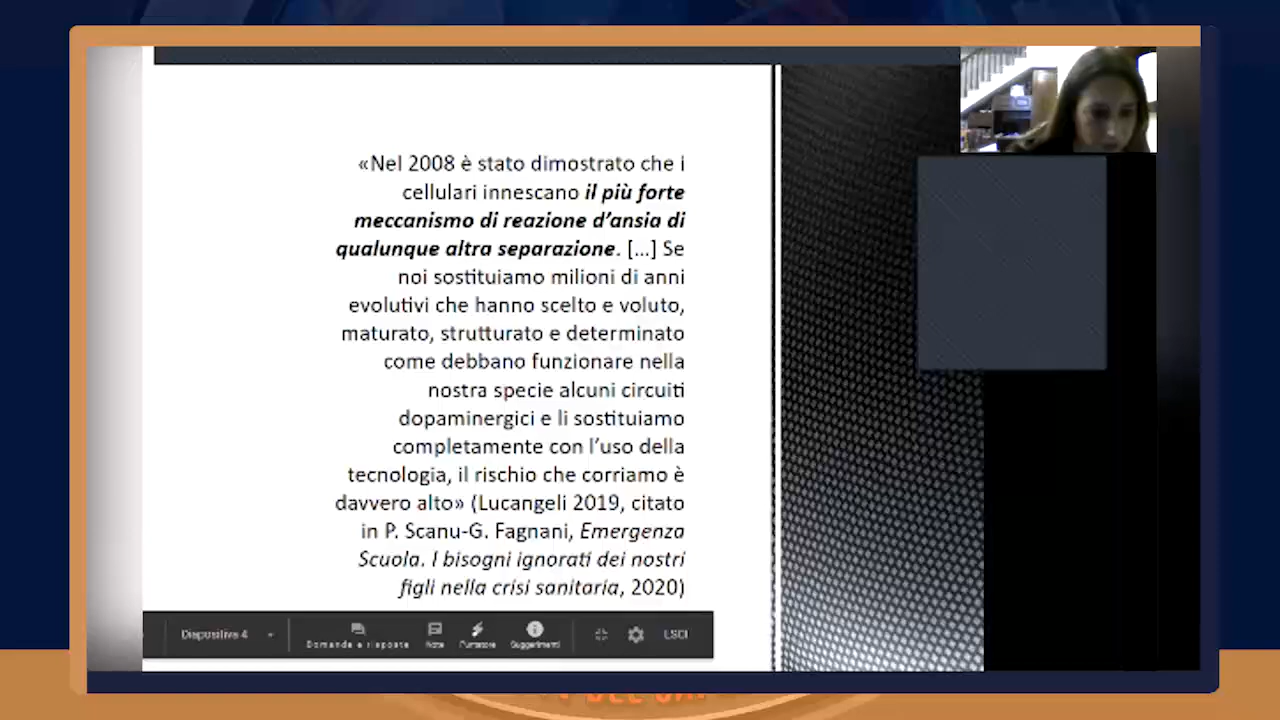 «Nel 2008 è stato dimostrato che i
cellulari innescano il più forte
meccanismo di reazione d'ansia di
qualunque altra separazione. [...] Se
noi sostituiamo milioni di anni
evolutivi che hanno scelto e voluto,
maturato, strutturato e determinato
come debbano funzionare nella
nostra specie alcuni circuiti
dopaminergici e li sostituiamo
completamente con l'uso della
tecnologia, il rischio che corriamo è
davvero alto» (Lucangeli 2019, citato
in P. Scanu-G. Fagnani, Emergenza
Scuola. I bisogni ignorati dei nostri
figli nella crisi sanitaria, 2020)
Diapositiva 4
Domande e risposte
Note
Puntatore
Suggerimenti
ESCI